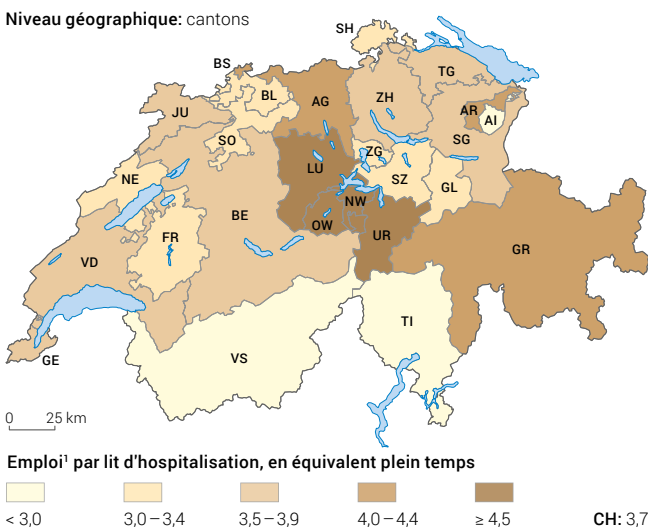 Niveau géographique: cantons
SH
BS
BL
AG
ZH
TG
JU
AR
AI
SO
SG
ZG
LU
NE
SZ
GL
NW
BE
OW
FR
UR
GR
VD
TI
GE
VS
0 25 km
Emploi¹ par lit d’hospitalisation, en équivalent plein temps
< 3,0 3,0 – 3,4 3,5 – 3,9 4,0 – 4,4 ≥ 4,5 CH: 3,7